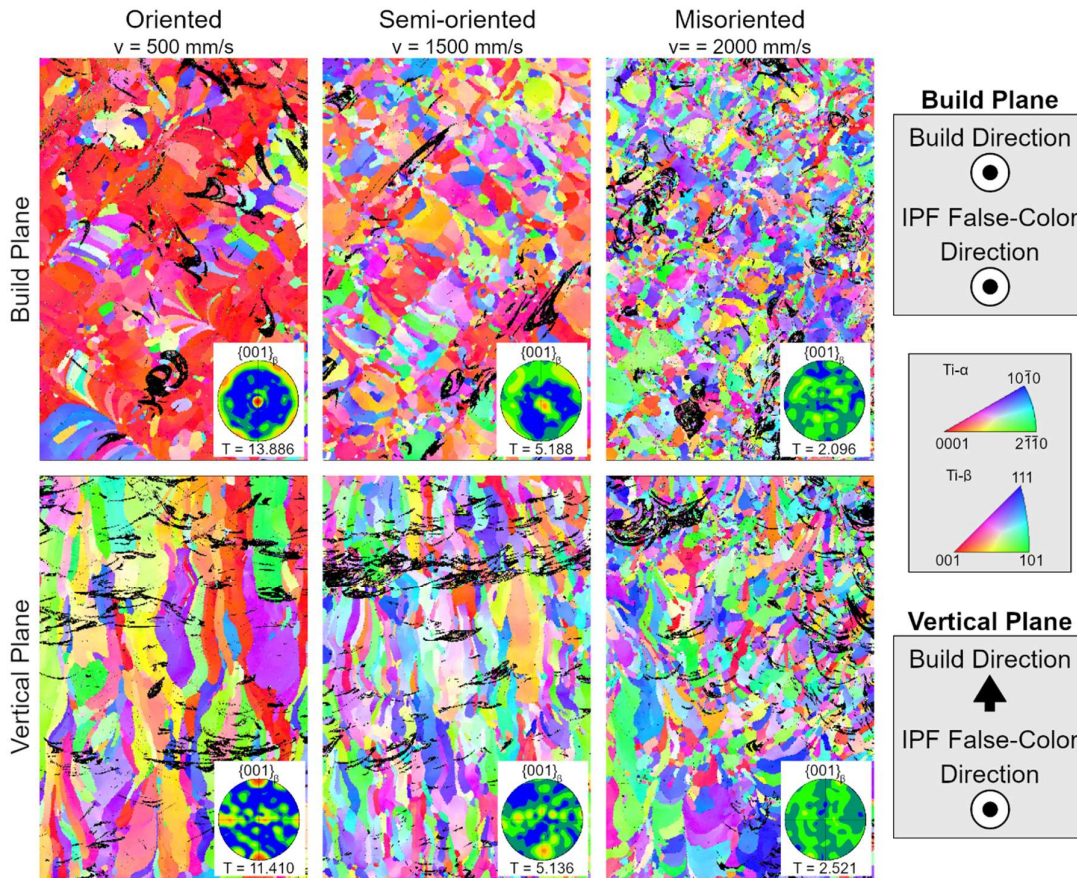 Oriented
v = 500 mm/s
Semi-oriented
v = 1500 mm/s
Misoriented
v= = 2000 mm/s
Build Plane
{001}β
T = 13.886
{001}β
T = 5.188
{001}β
T = 2.096
Vertical Plane
{001}β
T = 11.410
{001}β
T = 5.136
{001}β
T = 2.521
Build Plane
Build Direction
IPF False-Color
Direction
Ti-α
101̄0
0001
21̄1̄0
Ti-β
111
001
101
Vertical Plane
Build Direction
IPF False-Color
Direction